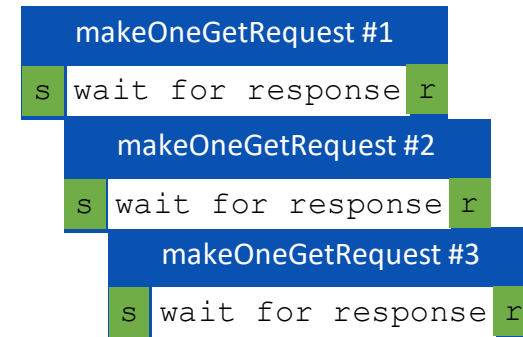 makeOneGetRequest #1
s wait for response r
makeOneGetRequest #2
s wait for response r
makeOneGetRequest #3
s wait for response r